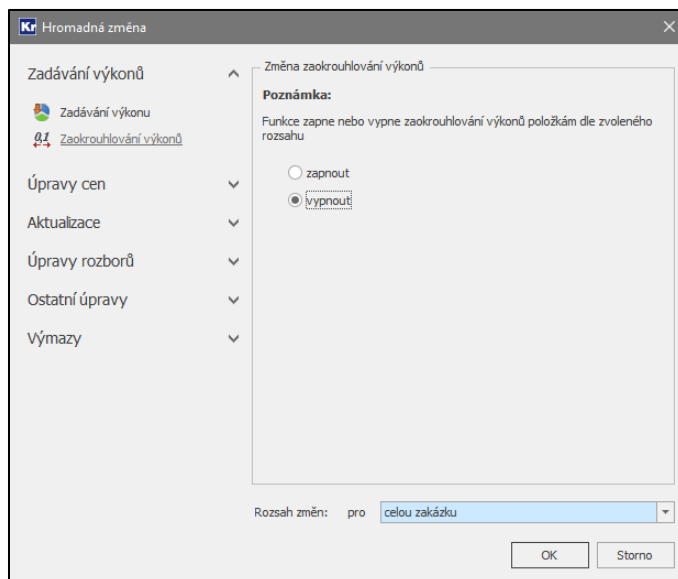 Kr Hromadná změna
Zadávání výkonů
Zadávání výkonu
0,1 Zaokrouhlování výkonů
Úpravy cen
Aktualizace
Úpravy rozborů
Ostatní úpravy
Výmazy
Změna zaokrouhlování výkonů
Poznámka:
Funkce zapne nebo vypne zaokrouhlování výkonů položkám dle zvoleného
rozsahu
zapnout
vypnout
Rozsah změn: pro celou zakázku
OK Storno